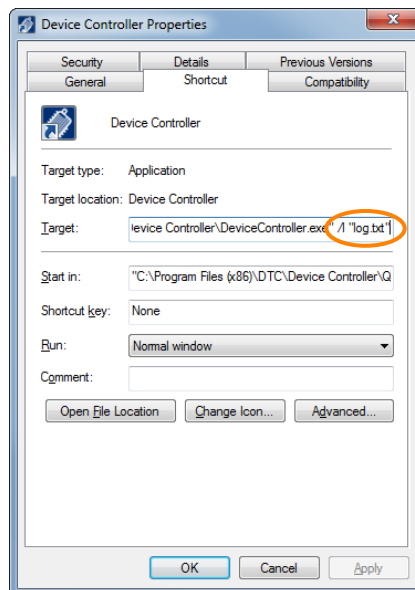 Device Controller Properties
Security Details Previous Versions
General Shortcut Compatibility
Device Controller
Target type: Application
Target location: Device Controller
Target: evice Controller\DeviceController.exe" /l "log.txt"
Start in: "C:\Program Files (x86)\DTC\Device Controller\Q
Shortcut key: None
Run: Normal window
Comment:
Open File Location Change Icon... Advanced...
OK Cancel Apply